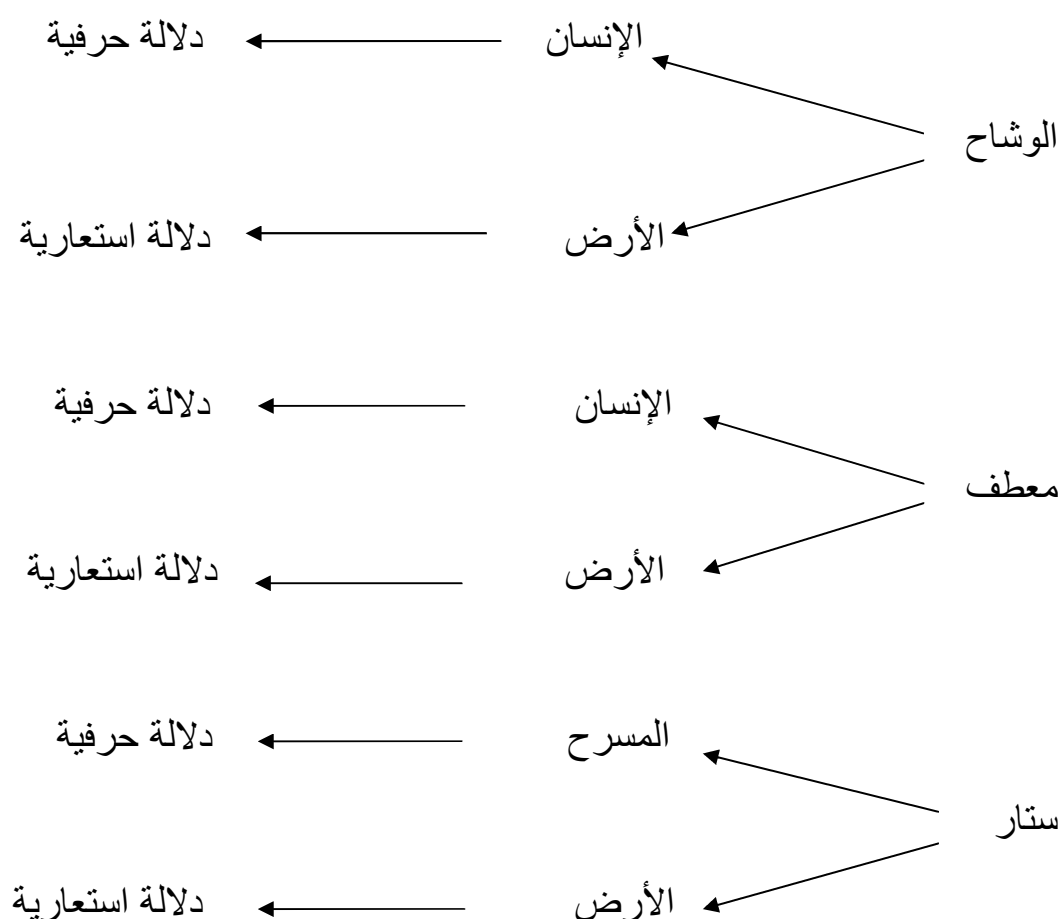 الإنسان دلالة حرفية
الوشاح
الأرض دلالة استعارية
الإنسان دلالة حرفية
معطف
الأرض دلالة استعارية
المسرح دلالة حرفية
ستار
الأرض دلالة استعارية